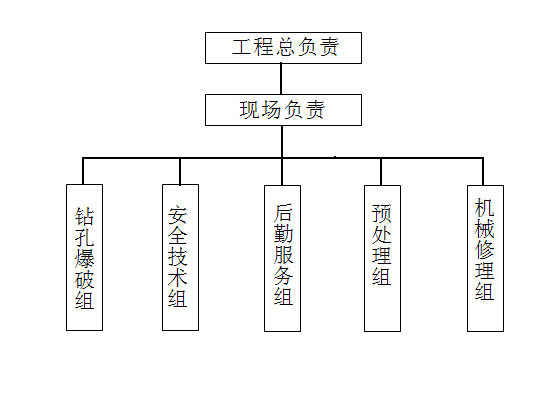 工程总负责
现场负责
钻孔爆破组
安全技术组
后勤服务组
预处理组
机械修理组